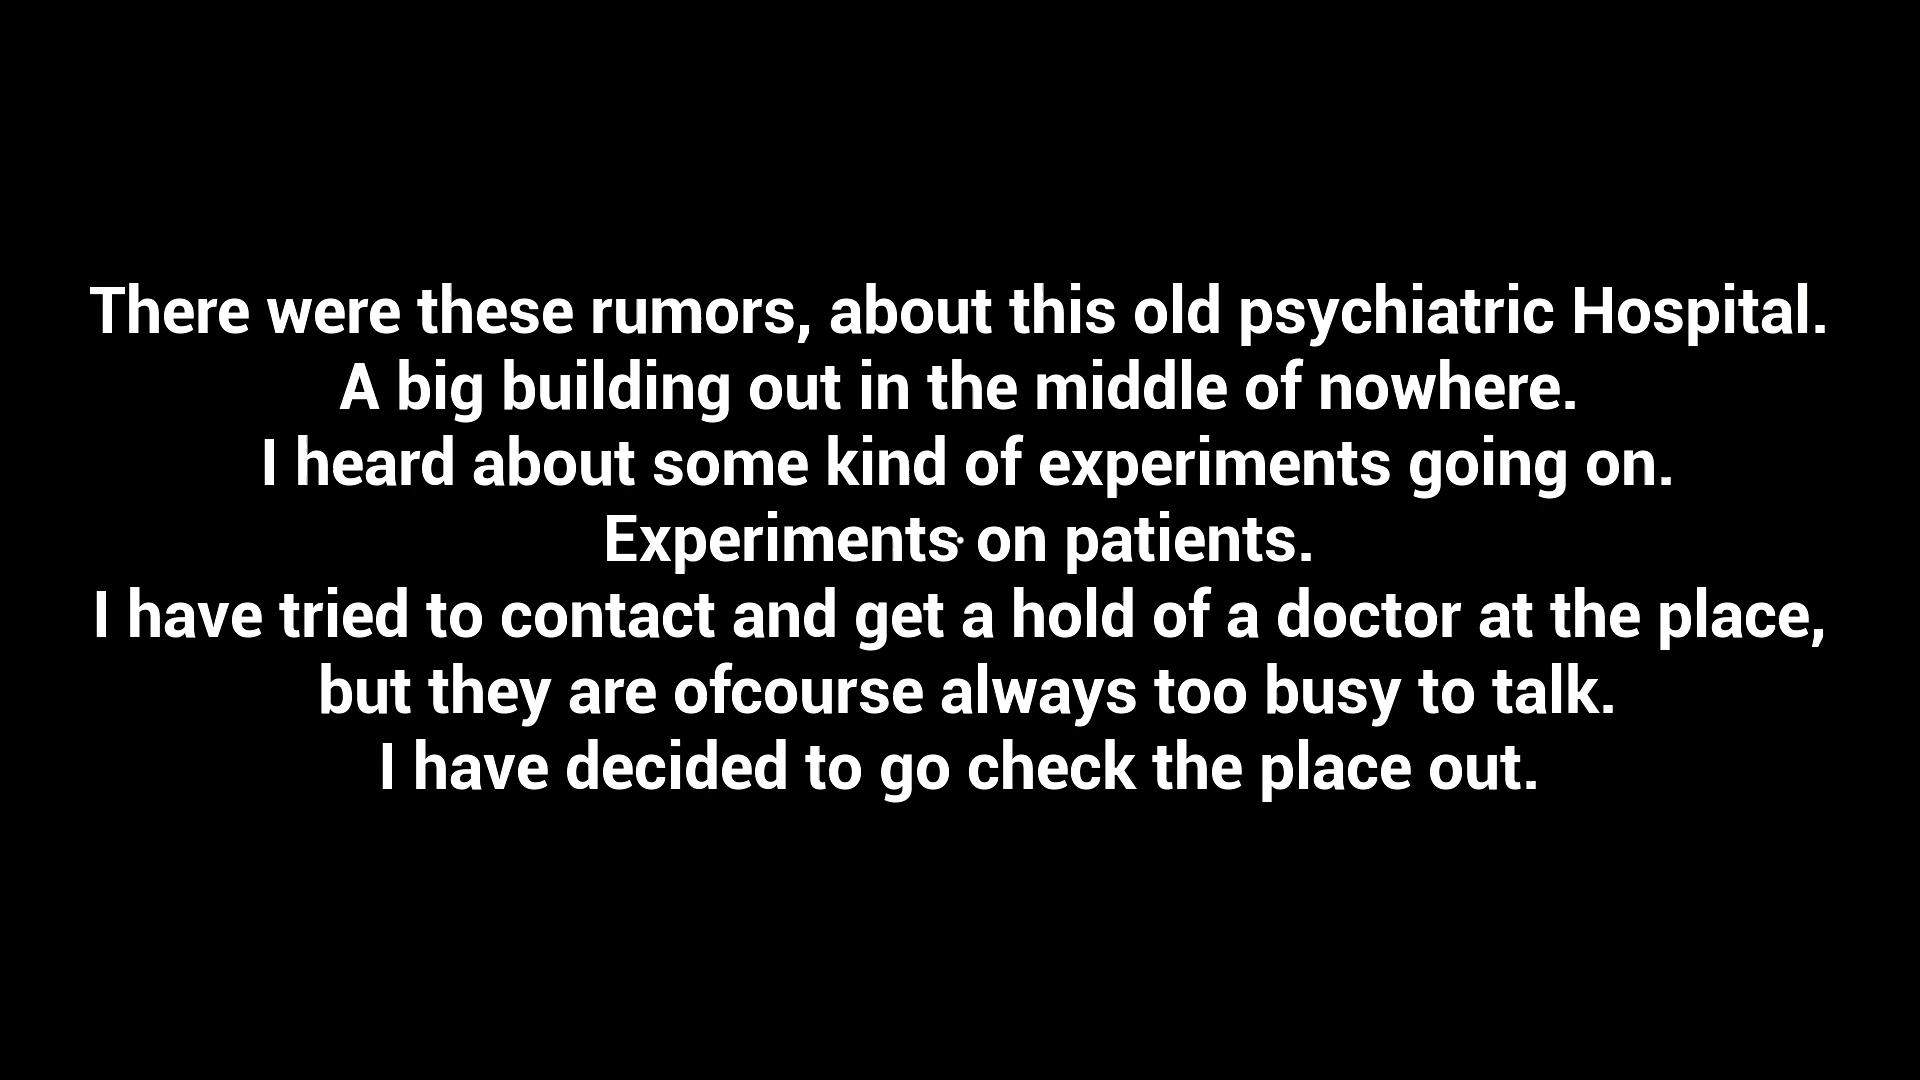 There were these rumors, about this old psychiatric Hospital.
A big building out in the middle of nowhere.
I heard about some kind of experiments going on.
Experiments on patients.
I have tried to contact and get a hold of a doctor at the place,
but they are ofcourse always too busy to talk.
I have decided to go check the place out.